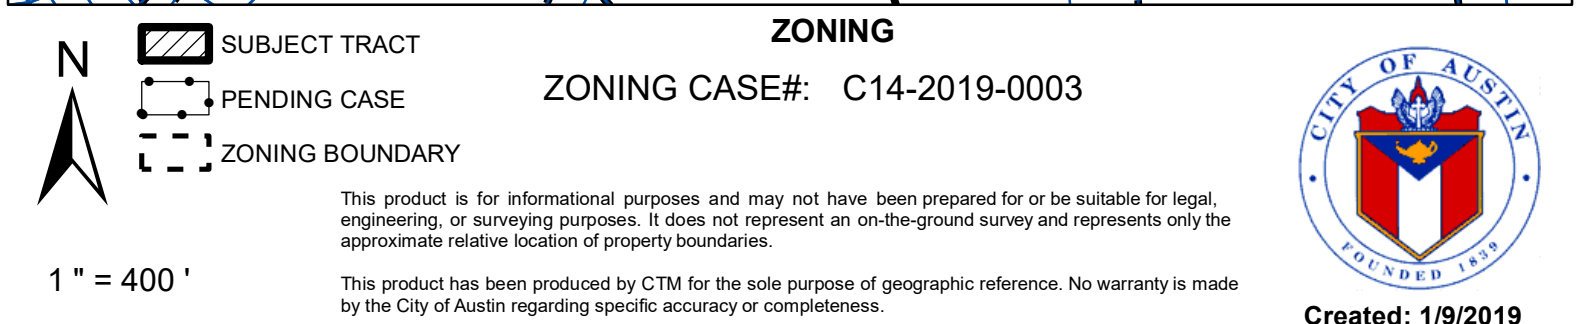 N
SUBJECT TRACT
PENDING CASE
ZONING BOUNDARY
1 " = 400 '
ZONING
ZONING CASE#: C14-2019-0003
This product is for informational purposes and may not have been prepared for or be suitable for legal,
engineering, or surveying purposes. It does not represent an on-the-ground survey and represents only the
approximate relative location of property boundaries.
This product has been produced by CTM for the sole purpose of geographic reference. No warranty is made
by the City of Austin regarding specific accuracy or completeness.
CITY OF AUSTIN
FOUNDED 1839
Created: 1/9/2019